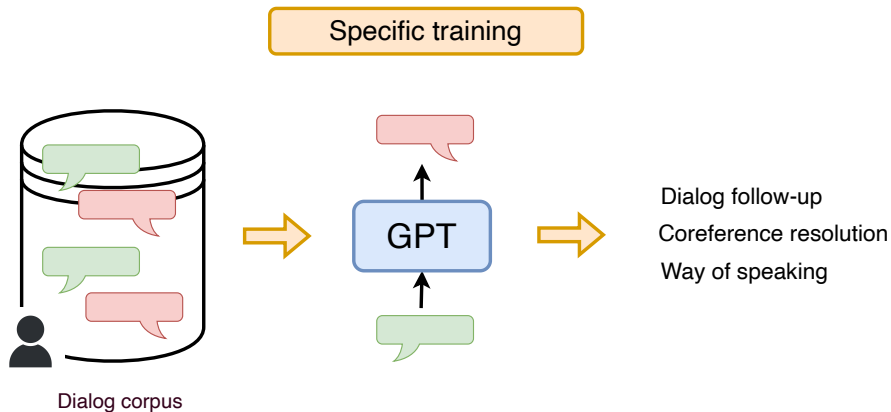 Specific training
GPT
Dialog follow-up
Coreference resolution
Way of speaking
Dialog corpus